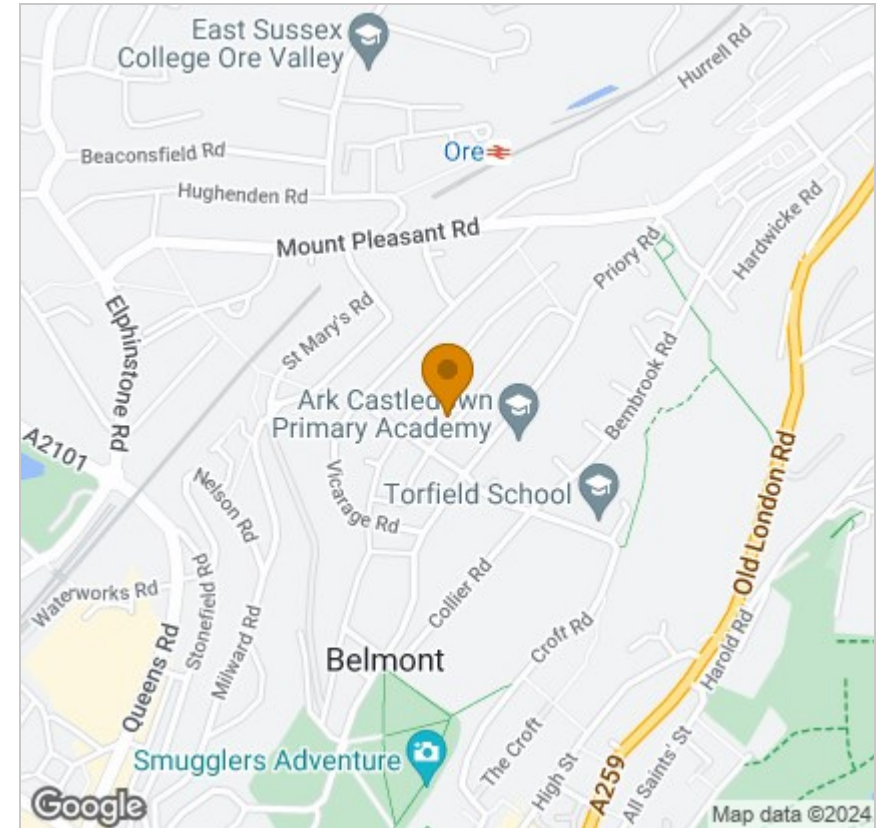 East Sussex
College Ore Valley
Hurrell Rd
Beaconsfield Rd
Ore
Hughenden Rd
Hardwicke Rd
Mount Pleasant Rd
Priory Rd
Elphinstone Rd
St Mary's Rd
Bembrook Rd
Ark Castledown
Primary Academy
A2101
Nelson Rd
Vicarage Rd
Torfield School
Old London Rd
Waterworks Rd
Stonefield Rd
Collier Rd
Milward Rd
Croft Rd
Harold Rd
Belmont
Queens Rd
Smugglers Adventure
The Croft
High St
A259
All Saints' St
Google
Map data ©2024